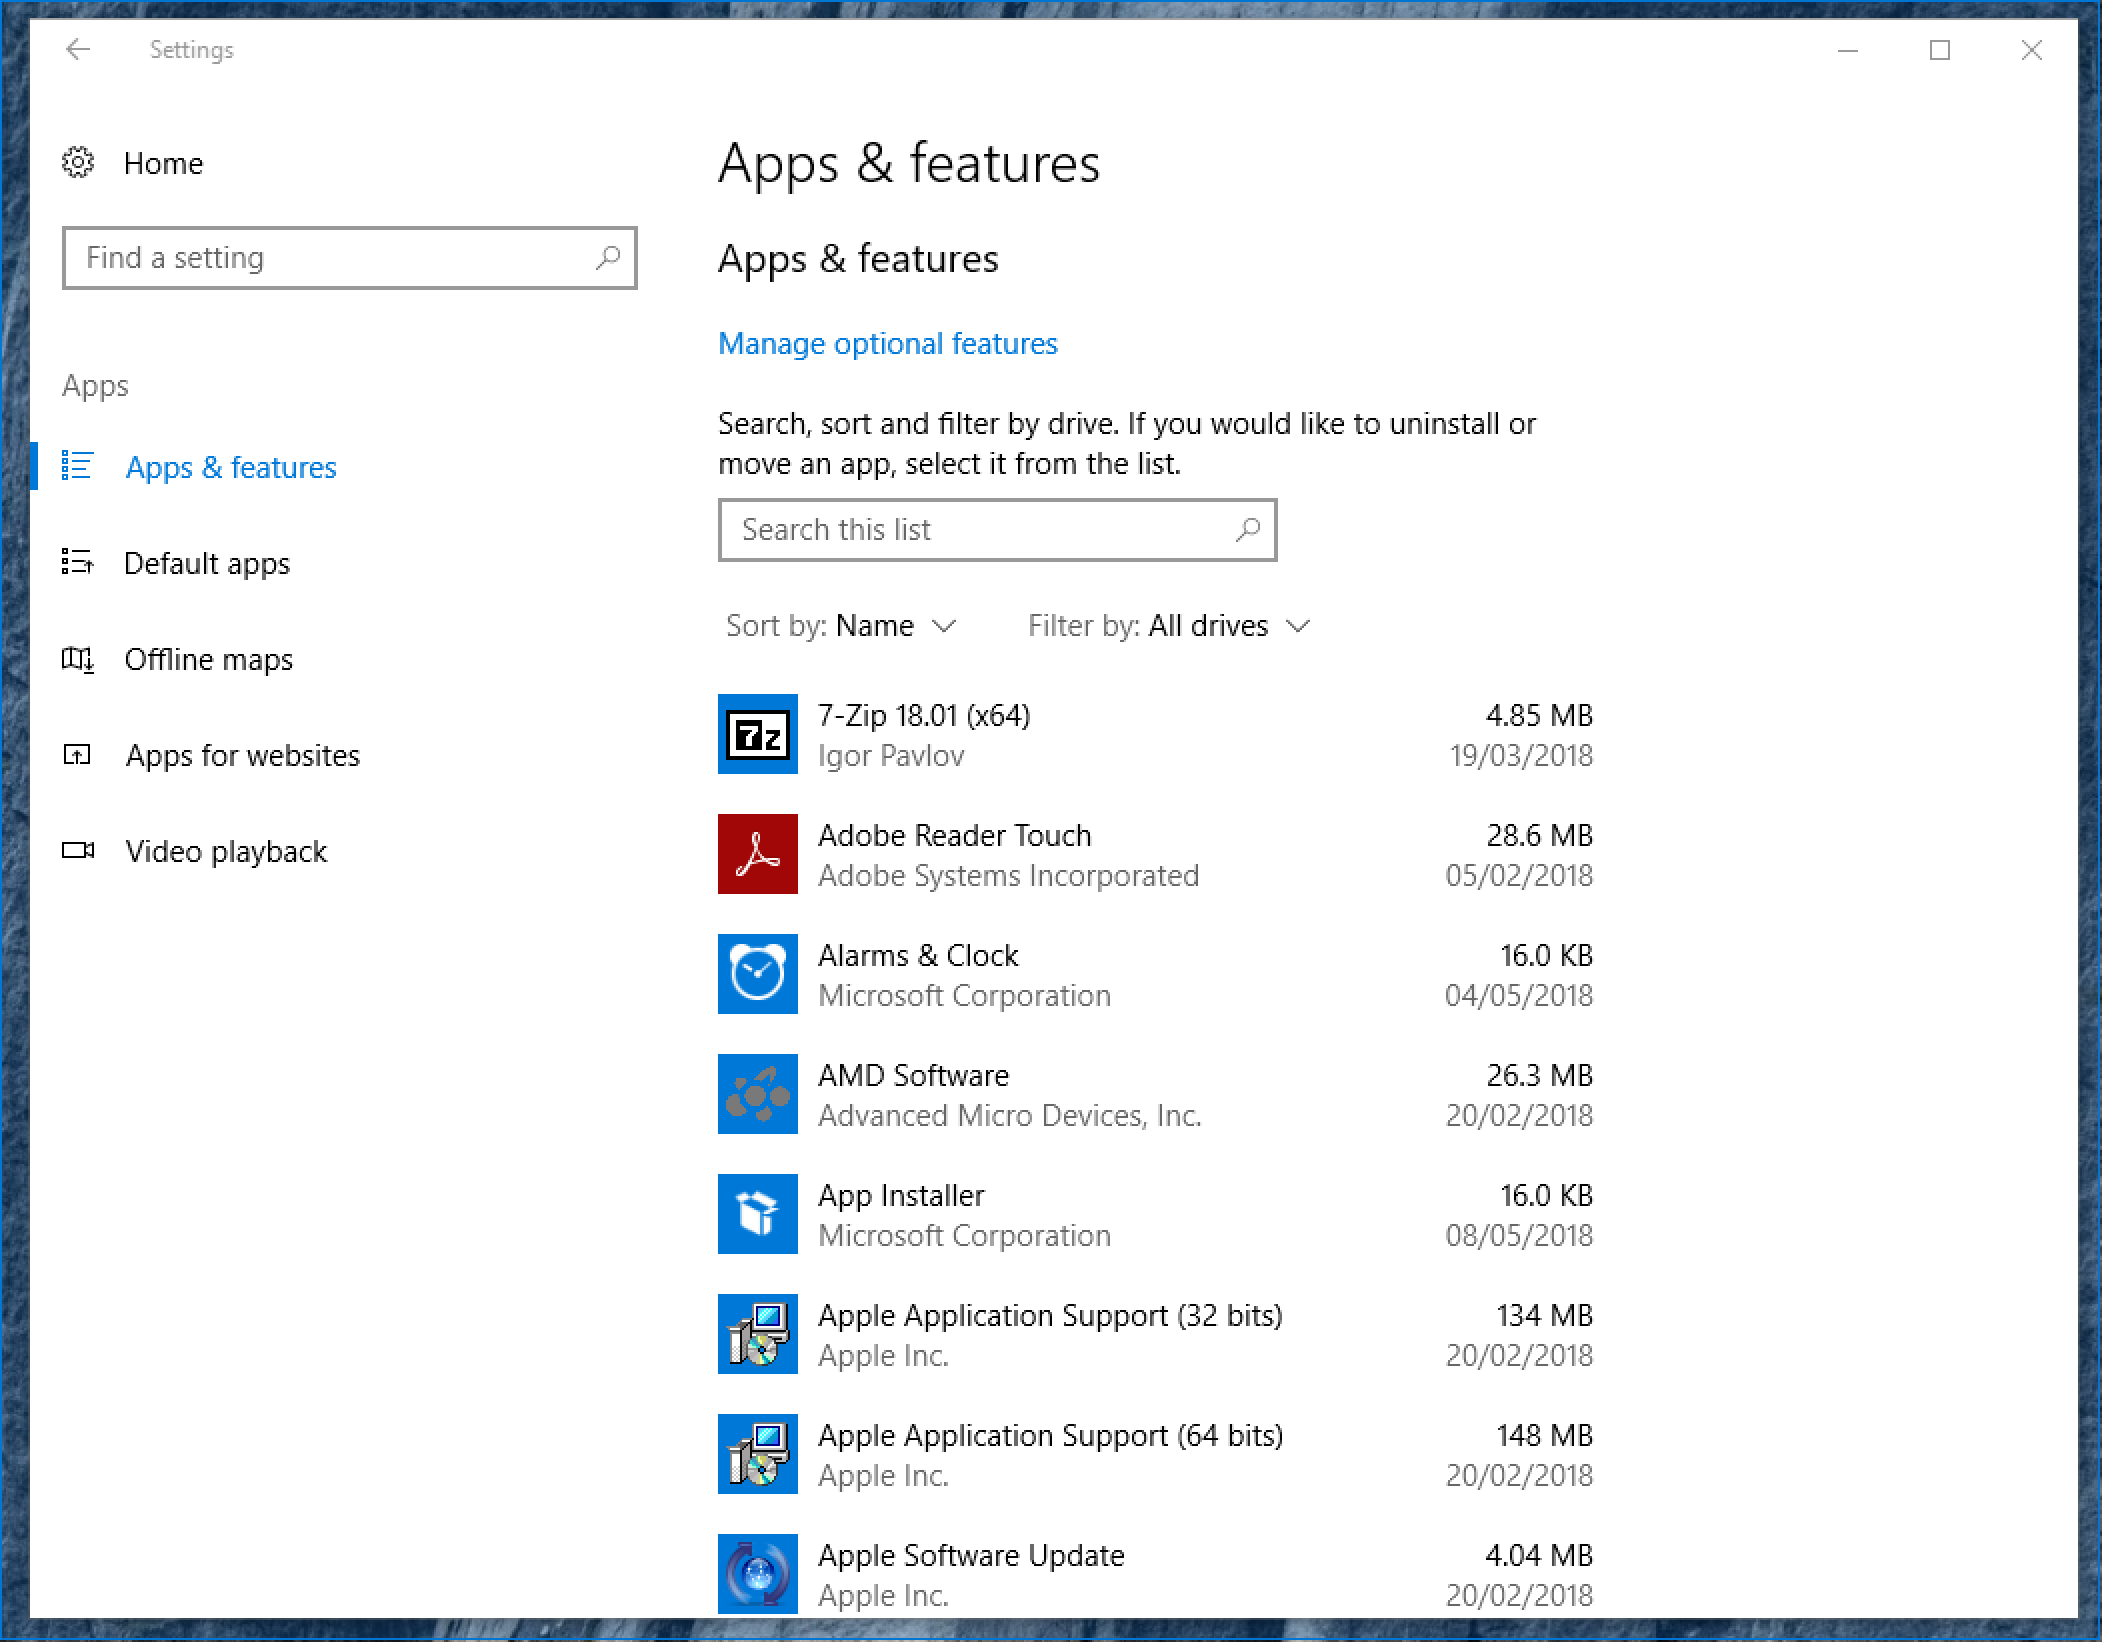 Settings
Home
Find a setting
Apps
Apps & features
Default apps
Offline maps
Apps for websites
Video playback
Apps & features
Apps & features
Manage optional features
Search, sort and filter by drive. If you would like to uninstall or
move an app, select it from the list.
Search this list
Sort by: Name Filter by: All drives
7z
7-Zip 18.01 (x64) 4.85 MB
Igor Pavlov 19/03/2018
Adobe Reader Touch 28.6 MB
Adobe Systems Incorporated 05/02/2018
Alarms & Clock 16.0 KB
Microsoft Corporation 04/05/2018
AMD Software 26.3 MB
Advanced Micro Devices, Inc. 20/02/2018
App Installer 16.0 KB
Microsoft Corporation 08/05/2018
Apple Application Support (32 bits) 134 MB
Apple Inc. 20/02/2018
Apple Application Support (64 bits) 148 MB
Apple Inc. 20/02/2018
Apple Software Update 4.04 MB
Apple Inc. 20/02/2018